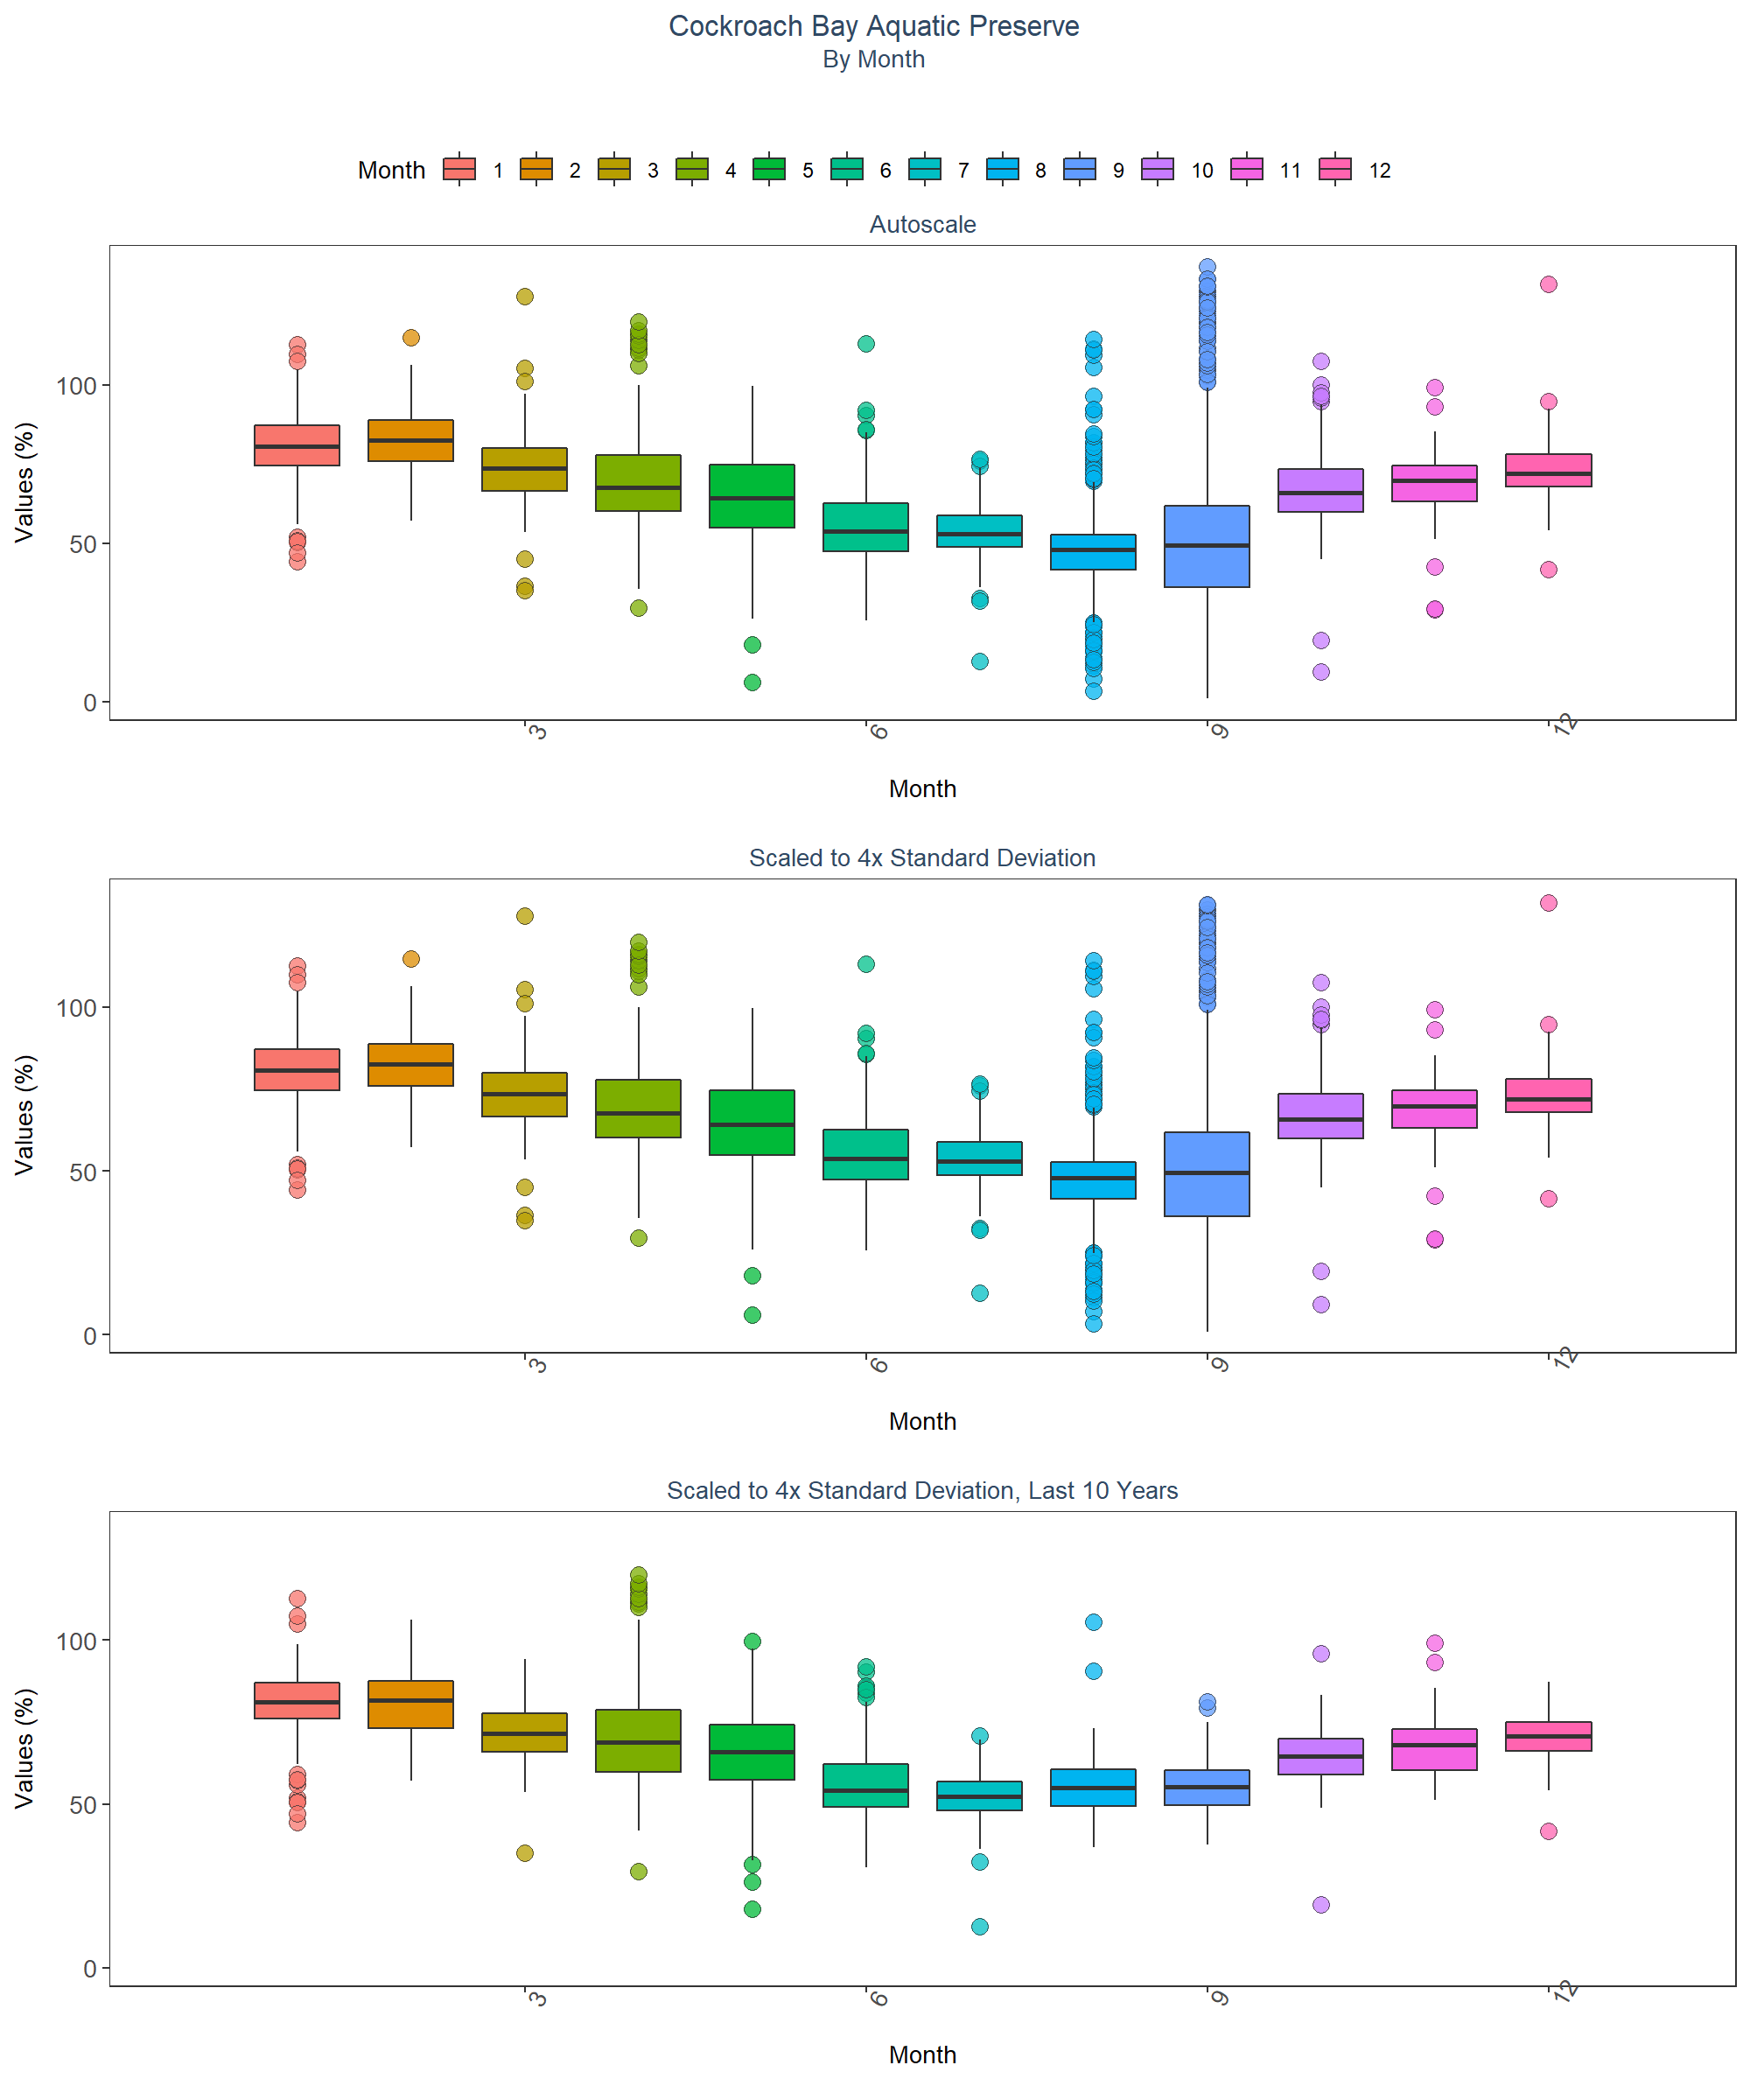 Cockroach Bay Aquatic Preserve
By Month
Month 1 2 3 4 5 6 7 8 9 10 11 12
Autoscale
Values (%)
100
50
0
3 6 9 12
Month
Scaled to 4x Standard Deviation
Values (%)
100
50
0
3 6 9 12
Month
Scaled to 4x Standard Deviation, Last 10 Years
Values (%)
100
50
0
3 6 9 12
Month